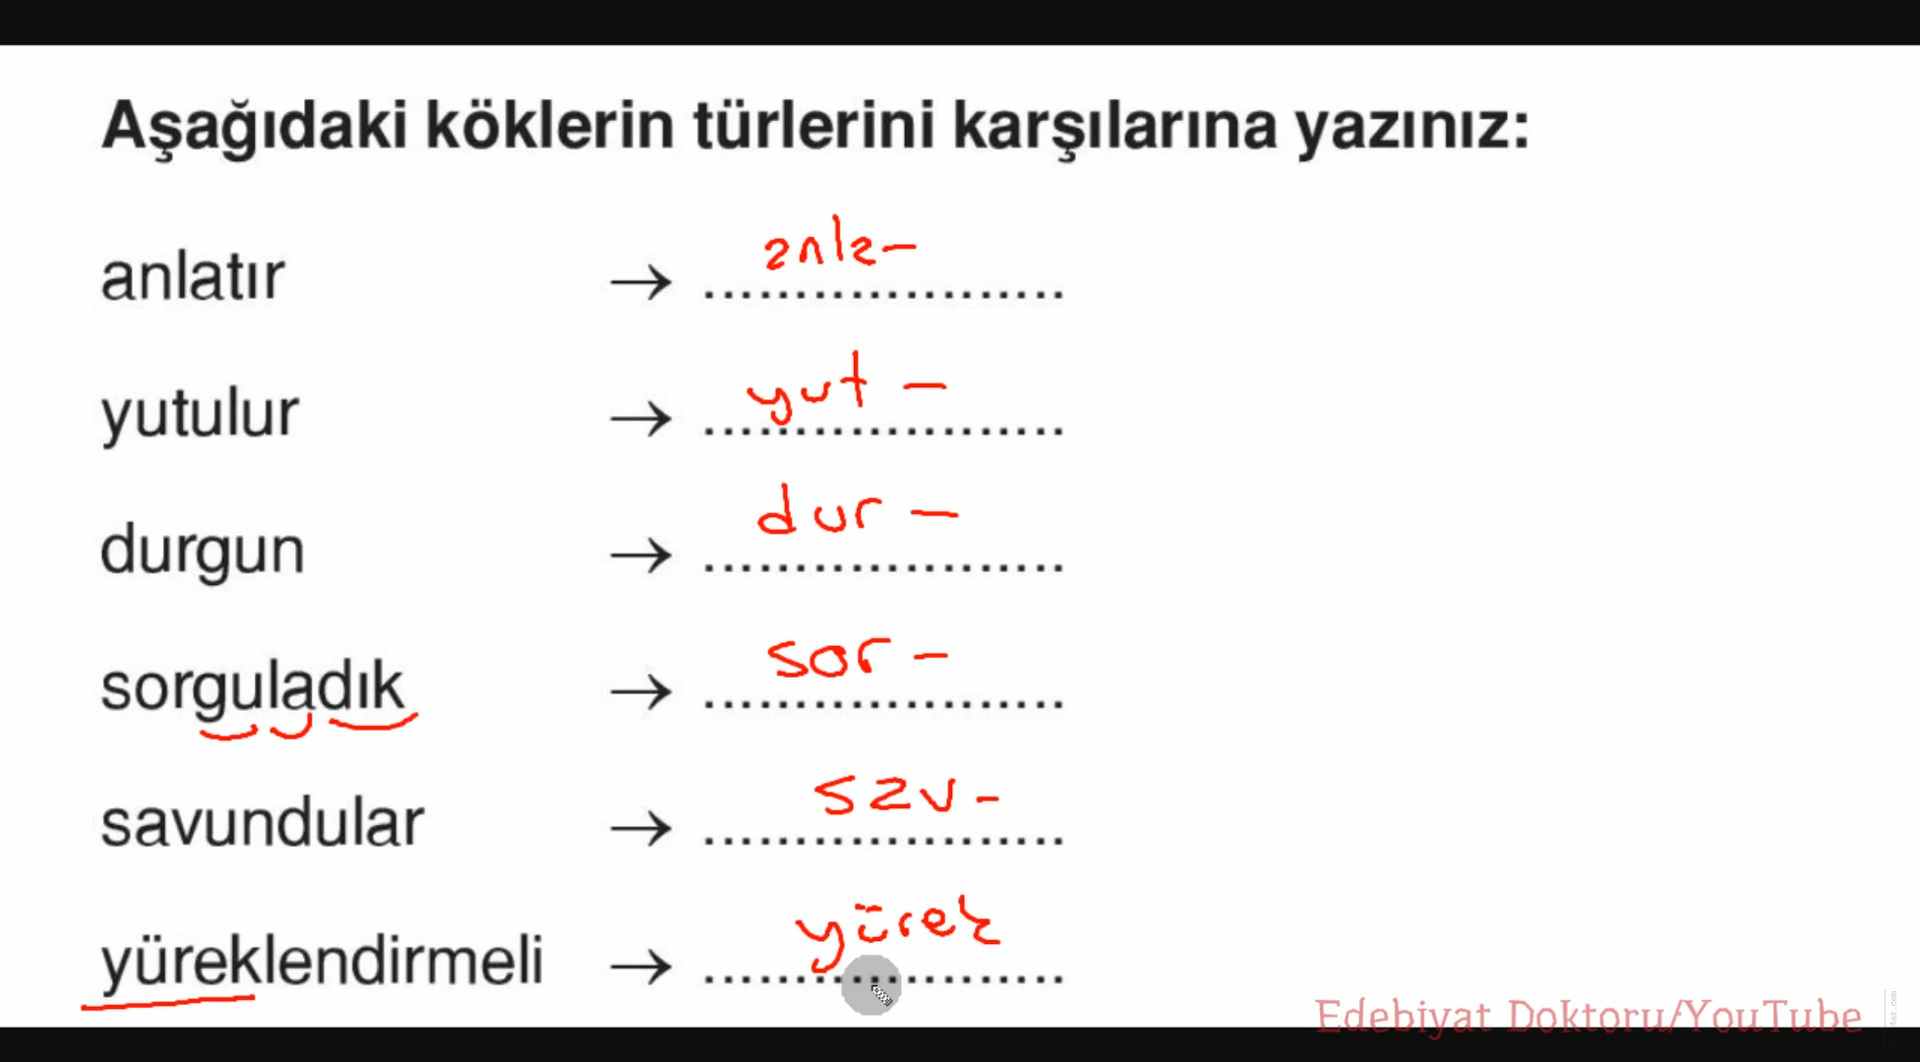 Aşağıdaki köklerin türlerini karşılarına yazınız:
anlatır → anla-
yutulur → yut -
durgun → dur -
sorguladık → sor -
savundular → sav -
yüreklendirmeli → yürek
Edebiyat Doktoru/YouTube